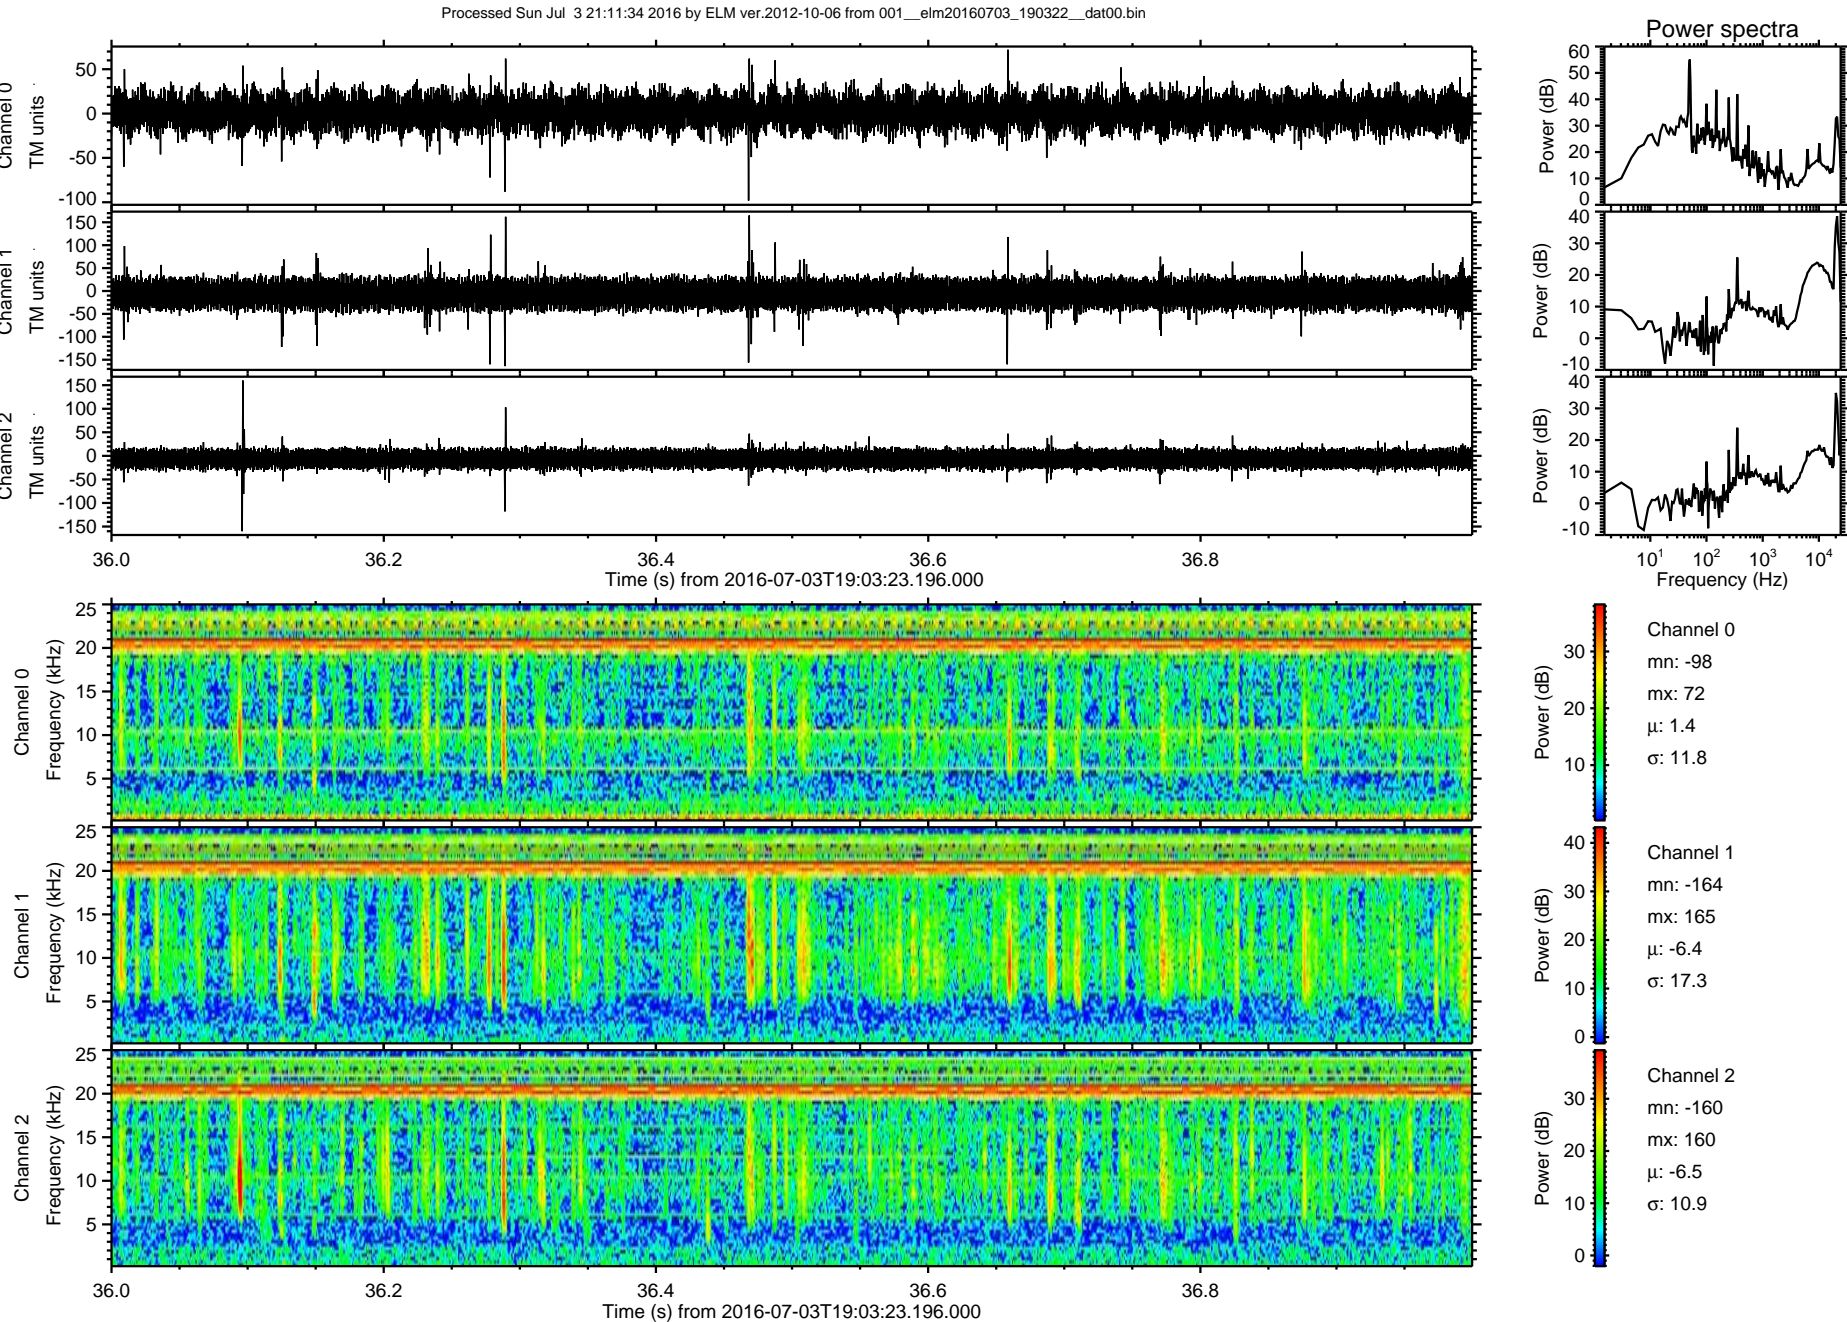 Processed Sun Jul  3 21:11:34 2016 by ELM ver.2012-10-06 from 001__elm20160703_190322__dat00.bin
Power spectra
Channel 0
TM units
50
0
-50
-100
Power (dB)
60
50
40
30
20
10
0
Channel 1
TM units
150
100
50
0
-50
-100
-150
Power (dB)
40
30
20
10
0
-10
Channel 2
TM units
150
100
50
0
-50
-100
-150
Power (dB)
40
30
20
10
0
-10
36.0 36.2 36.4 36.6 36.8
Time (s) from 2016-07-03T19:03:23.196.000
10¹ 10² 10³ 10⁴
Frequency (Hz)
Channel 0
Frequency (kHz)
25
20
15
10
5
Power (dB)
30
20
10
Channel 0
mn: -98
mx: 72
μ: 1.4
σ: 11.8
Channel 1
Frequency (kHz)
25
20
15
10
5
Power (dB)
40
30
20
10
0
Channel 1
mn: -164
mx: 165
μ: -6.4
σ: 17.3
Channel 2
Frequency (kHz)
25
20
15
10
5
Power (dB)
30
20
10
0
Channel 2
mn: -160
mx: 160
μ: -6.5
σ: 10.9
36.0 36.2 36.4 36.6 36.8
Time (s) from 2016-07-03T19:03:23.196.000